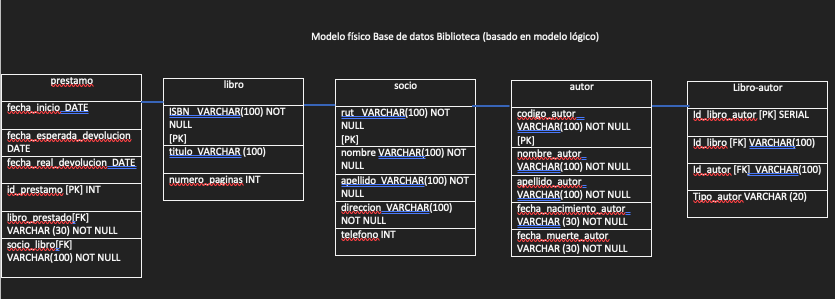 Modelo físico Base de datos Biblioteca (basado en modelo lógico)
prestamo
fecha_inicio DATE
fecha_esperada_devolucion
DATE
fecha_real_devolucion DATE
id_prestamo [PK] INT
libro_prestado[FK]
VARCHAR (30) NOT NULL
socio_libro[FK]
VARCHAR(100) NOT NULL
libro
ISBN VARCHAR(100) NOT
NULL
[PK]
titulo VARCHAR (100)
numero_paginas INT
socio
rut VARCHAR(100) NOT
NULL
[PK]
nombre VARCHAR(100) NOT
NULL
apellido VARCHAR(100) NOT
NULL
direccion VARCHAR(100)
NOT NULL
telefono INT
autor
codigo_autor
VARCHAR(100) NOT NULL
[PK]
nombre_autor
VARCHAR(100) NOT NULL
apellido_autor
VARCHAR(100) NOT NULL
fecha_nacimiento_autor
VARCHAR (30) NOT NULL
fecha_muerte_autor
VARCHAR (30) NOT NULL
Libro-autor
Id_libro_autor [PK] SERIAL
Id_libro [FK] VARCHAR(100)
Id_autor [FK] VARCHAR(100)
Tipo_autor VARCHAR (20)